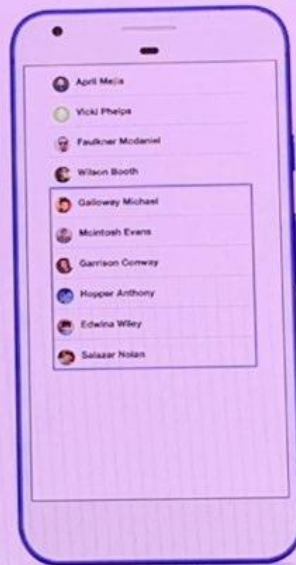 April Mejia
Vicki Phelps
Faulkner Mcdaniel
Wilson Booth
Galloway Michael
Mcintosh Evans
Garrison Conway
Hopper Anthony
Edwina Wiley
Salazar Nolan